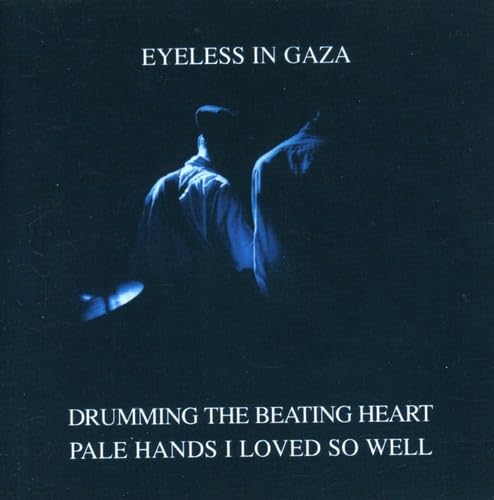 EYELESS IN GAZA
DRUMMING THE BEATING HEART
PALE HANDS I LOVED SO WELL